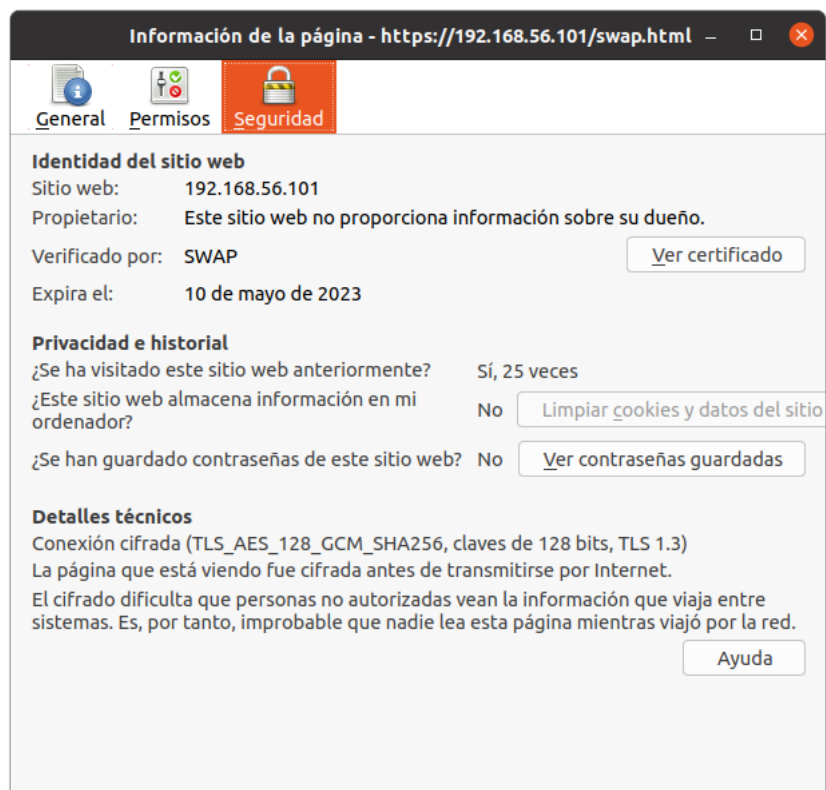 Información de la página - https://192.168.56.101/swap.html
General Permisos Seguridad
Identidad del sitio web
Sitio web: 192.168.56.101
Propietario: Este sitio web no proporciona información sobre su dueño.
Verificado por: SWAP Ver certificado
Expira el: 10 de mayo de 2023
Privacidad e historial
¿Se ha visitado este sitio web anteriormente? Sí, 25 veces
¿Este sitio web almacena información en mi
ordenador? No Limpiar cookies y datos del sitio
¿Se han guardado contraseñas de este sitio web? No Ver contraseñas guardadas
Detalles técnicos
Conexión cifrada (TLS_AES_128_GCM_SHA256, claves de 128 bits, TLS 1.3)
La página que está viendo fue cifrada antes de transmitirse por Internet.
El cifrado dificulta que personas no autorizadas vean la información que viaja entre
sistemas. Es, por tanto, improbable que nadie lea esta página mientras viajó por la red.
Ayuda